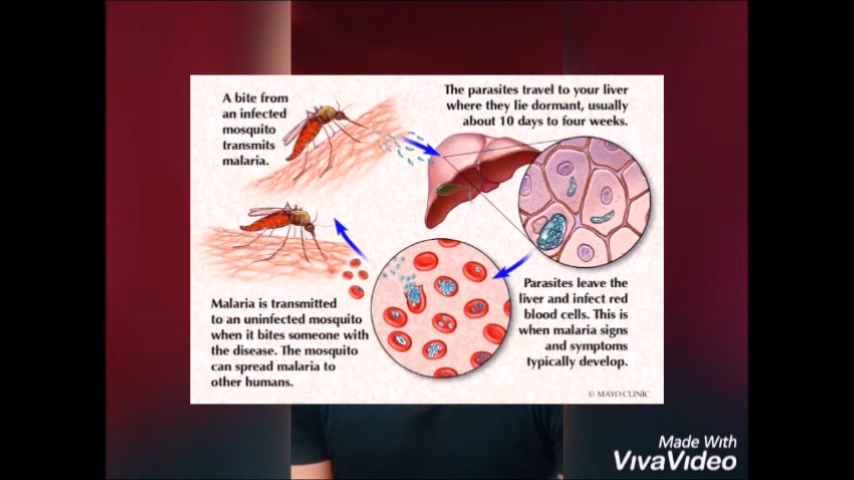 A bite from
an infected
mosquito
transmits
malaria.
The parasites travel to your liver
where they lie dormant, usually
about 10 days to four weeks.
Parasites leave the
liver and infect red
blood cells. This is
when malaria signs
and symptoms
typically develop.
Malaria is transmitted
to an uninfected mosquito
when it bites someone with
the disease. The mosquito
can spread malaria to
other humans.
© MAYO CLINIC
Made With
VivaVideo